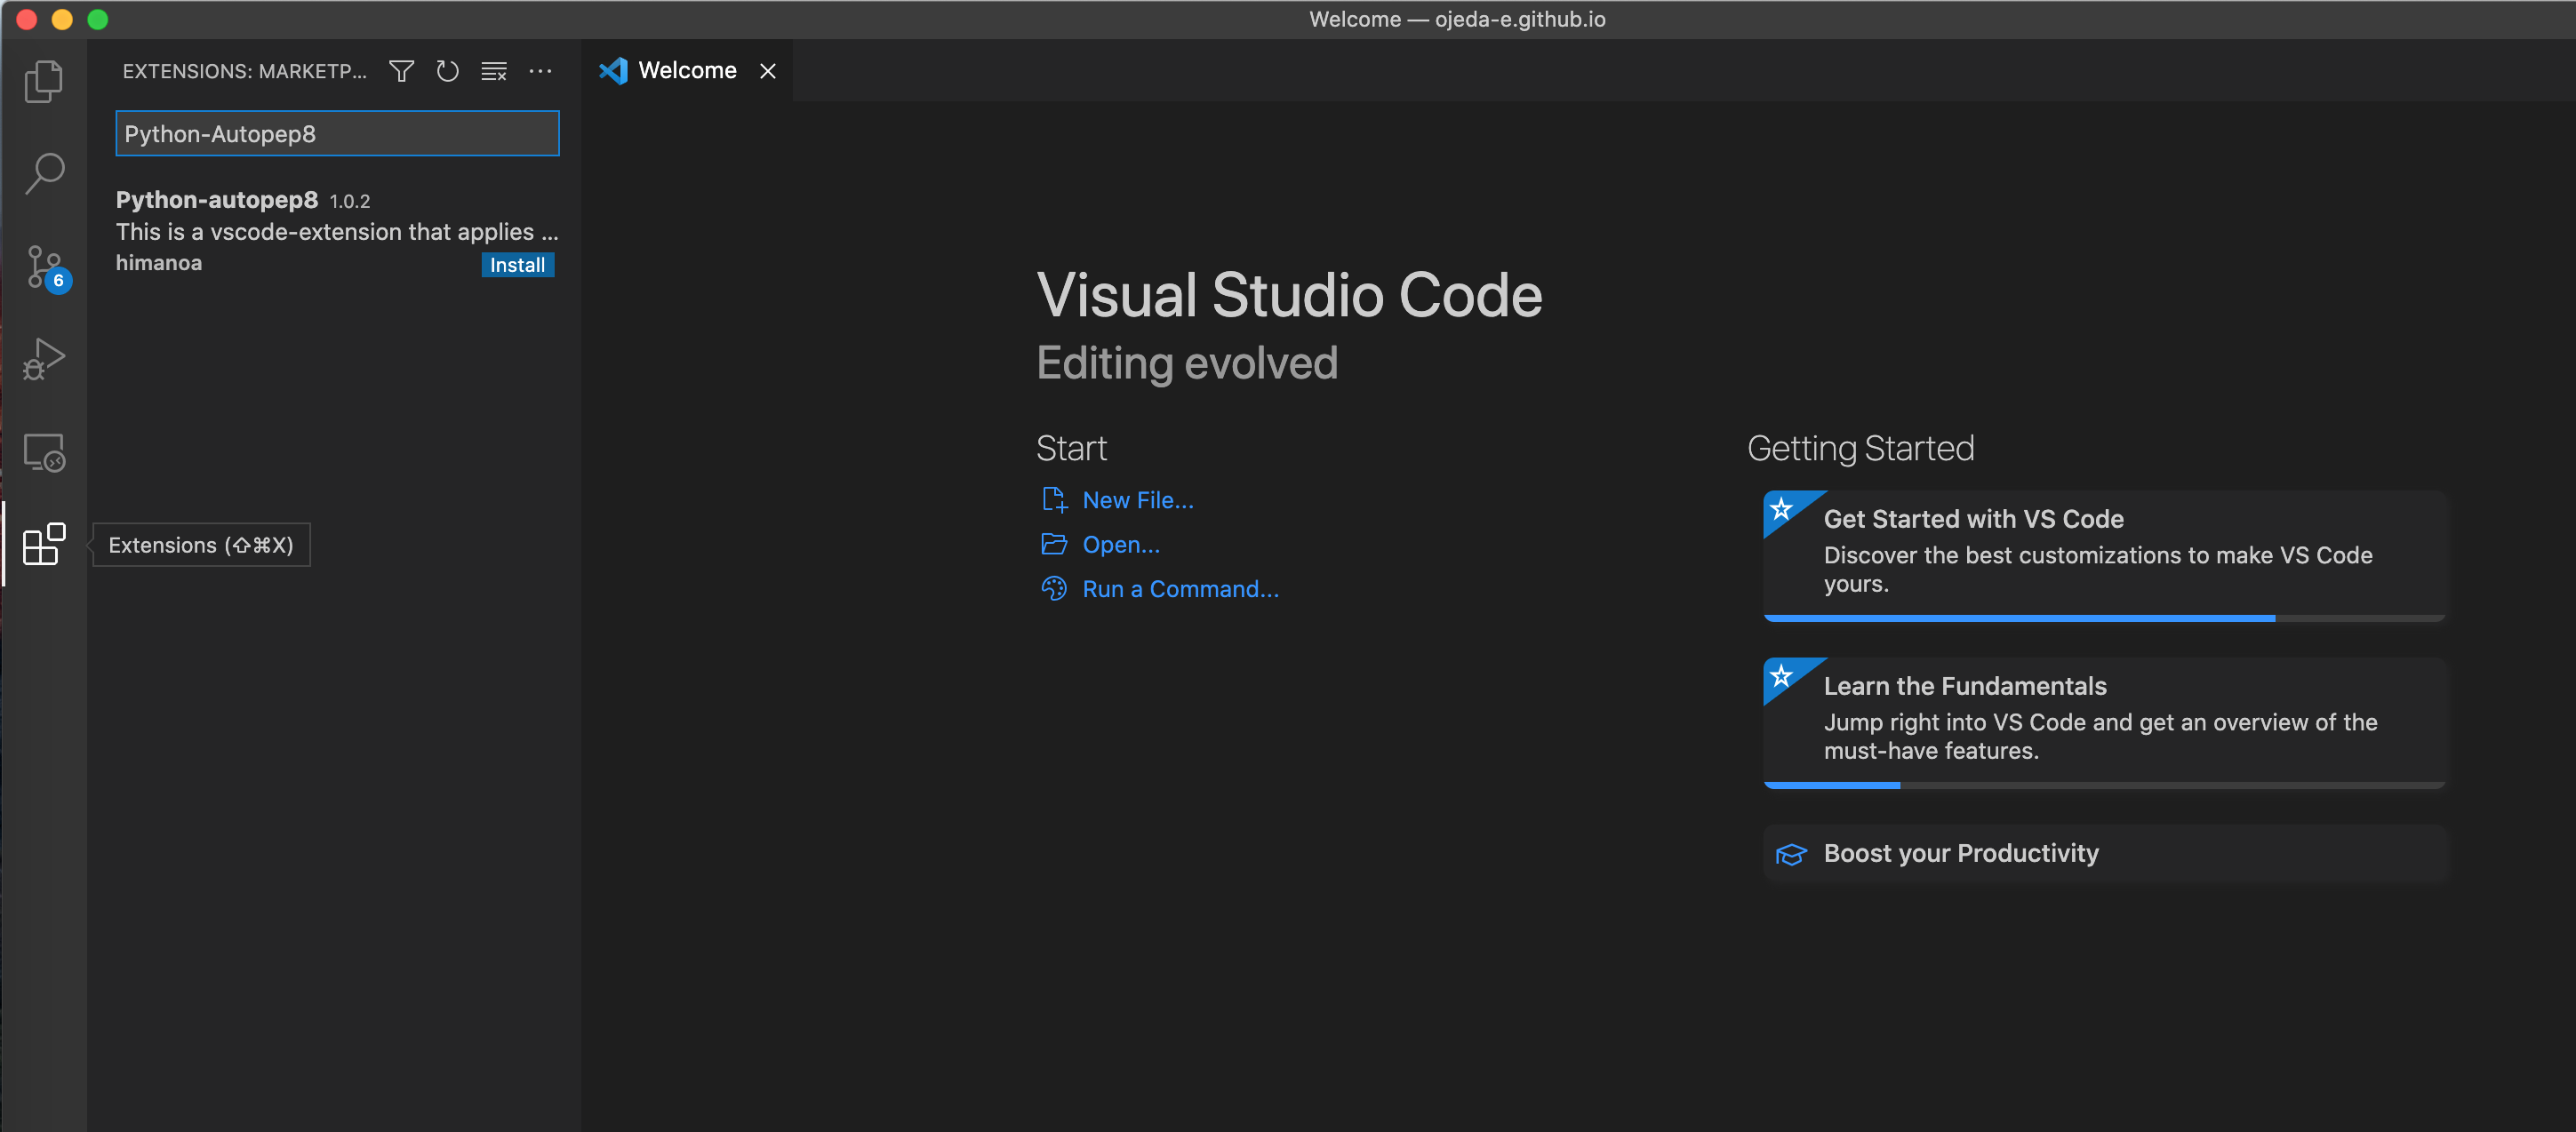 Welcome — ojeda-e.github.io
EXTENSIONS: MARKETP...
Python-Autopep8
Python-autopep8 1.0.2
This is a vscode-extension that applies ...
himanoa
Install
6
Extensions (⇧⌘X)
Welcome
Visual Studio Code
Editing evolved
Start
New File...
Open...
Run a Command...
Getting Started
Get Started with VS Code
Discover the best customizations to make VS Code
yours.
Learn the Fundamentals
Jump right into VS Code and get an overview of the
must-have features.
Boost your Productivity